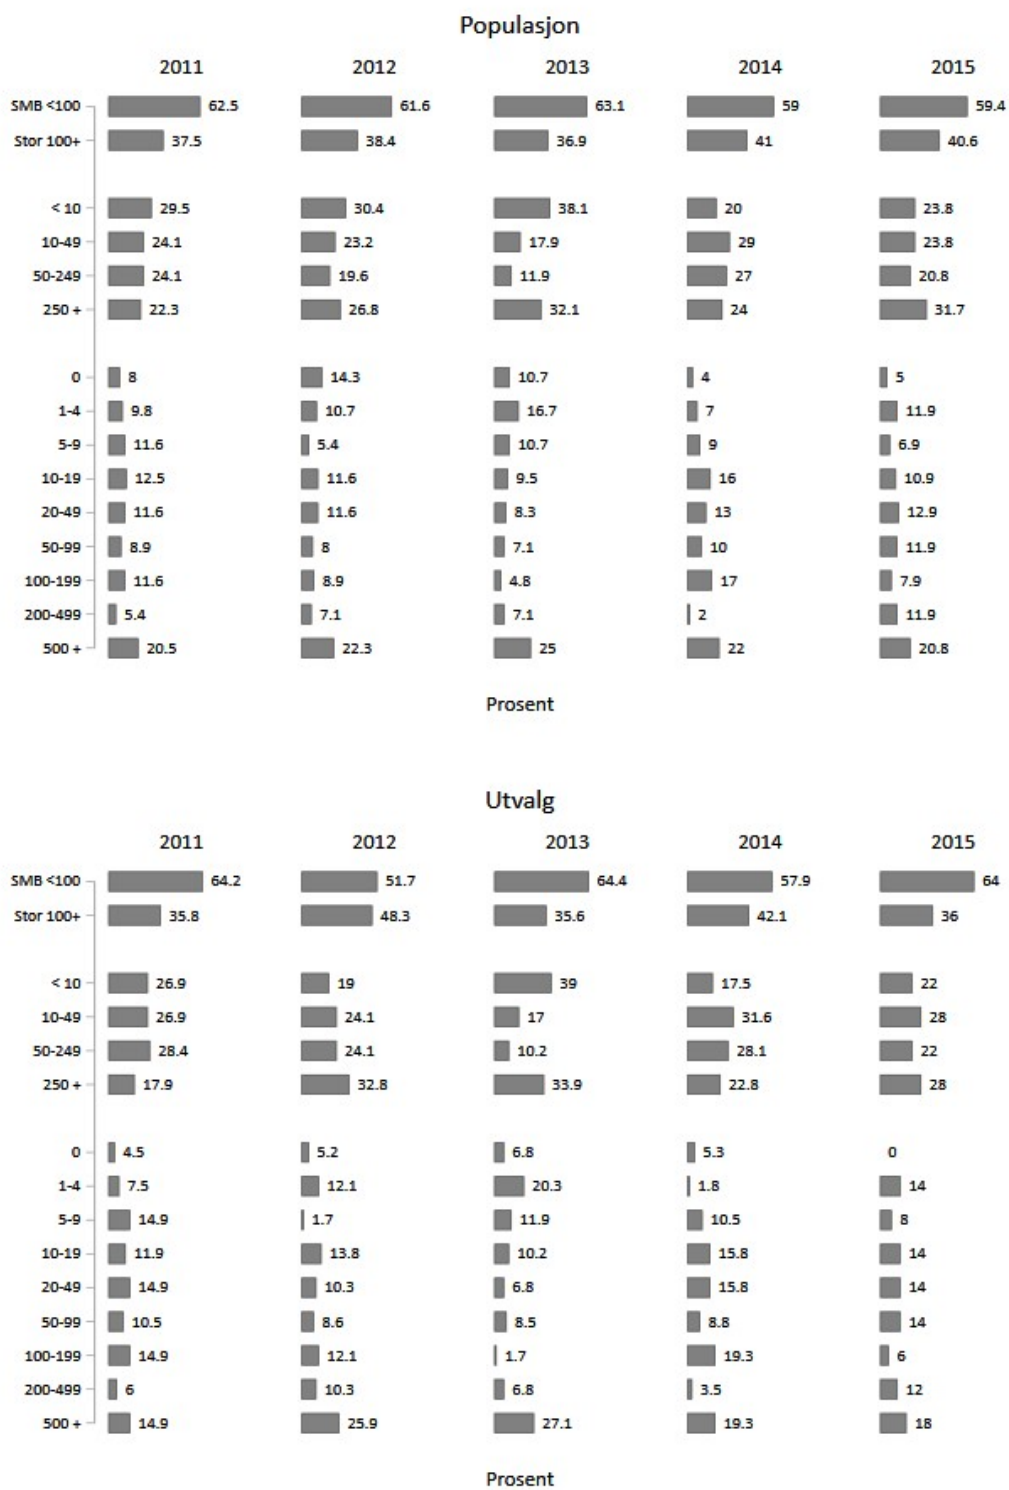 Populasjon
2011 2012 2013 2014 2015
SMB <100 62.5 61.6 63.1 59 59.4
Stor 100+ 37.5 38.4 36.9 41 40.6
< 10 29.5 30.4 38.1 20 23.8
10-49 24.1 23.2 17.9 29 23.8
50-249 24.1 19.6 11.9 27 20.8
250 + 22.3 26.8 32.1 24 31.7
0 8 14.3 10.7 4 5
1-4 9.8 10.7 16.7 7 11.9
5-9 11.6 5.4 10.7 9 6.9
10-19 12.5 11.6 9.5 16 10.9
20-49 11.6 11.6 8.3 13 12.9
50-99 8.9 8 7.1 10 11.9
100-199 11.6 8.9 4.8 17 7.9
200-499 5.4 7.1 7.1 2 11.9
500 + 20.5 22.3 25 22 20.8
Prosent
Utvalg
2011 2012 2013 2014 2015
SMB <100 64.2 51.7 64.4 57.9 64
Stor 100+ 35.8 48.3 35.6 42.1 36
< 10 26.9 19 39 17.5 22
10-49 26.9 24.1 17 31.6 28
50-249 28.4 24.1 10.2 28.1 22
250 + 17.9 32.8 33.9 22.8 28
0 4.5 5.2 6.8 5.3 0
1-4 7.5 12.1 20.3 1.8 14
5-9 14.9 1.7 11.9 10.5 8
10-19 11.9 13.8 10.2 15.8 14
20-49 14.9 10.3 6.8 15.8 14
50-99 10.5 8.6 8.5 8.8 14
100-199 14.9 12.1 1.7 19.3 6
200-499 6 10.3 6.8 3.5 12
500 + 14.9 25.9 27.1 19.3 18
Prosent